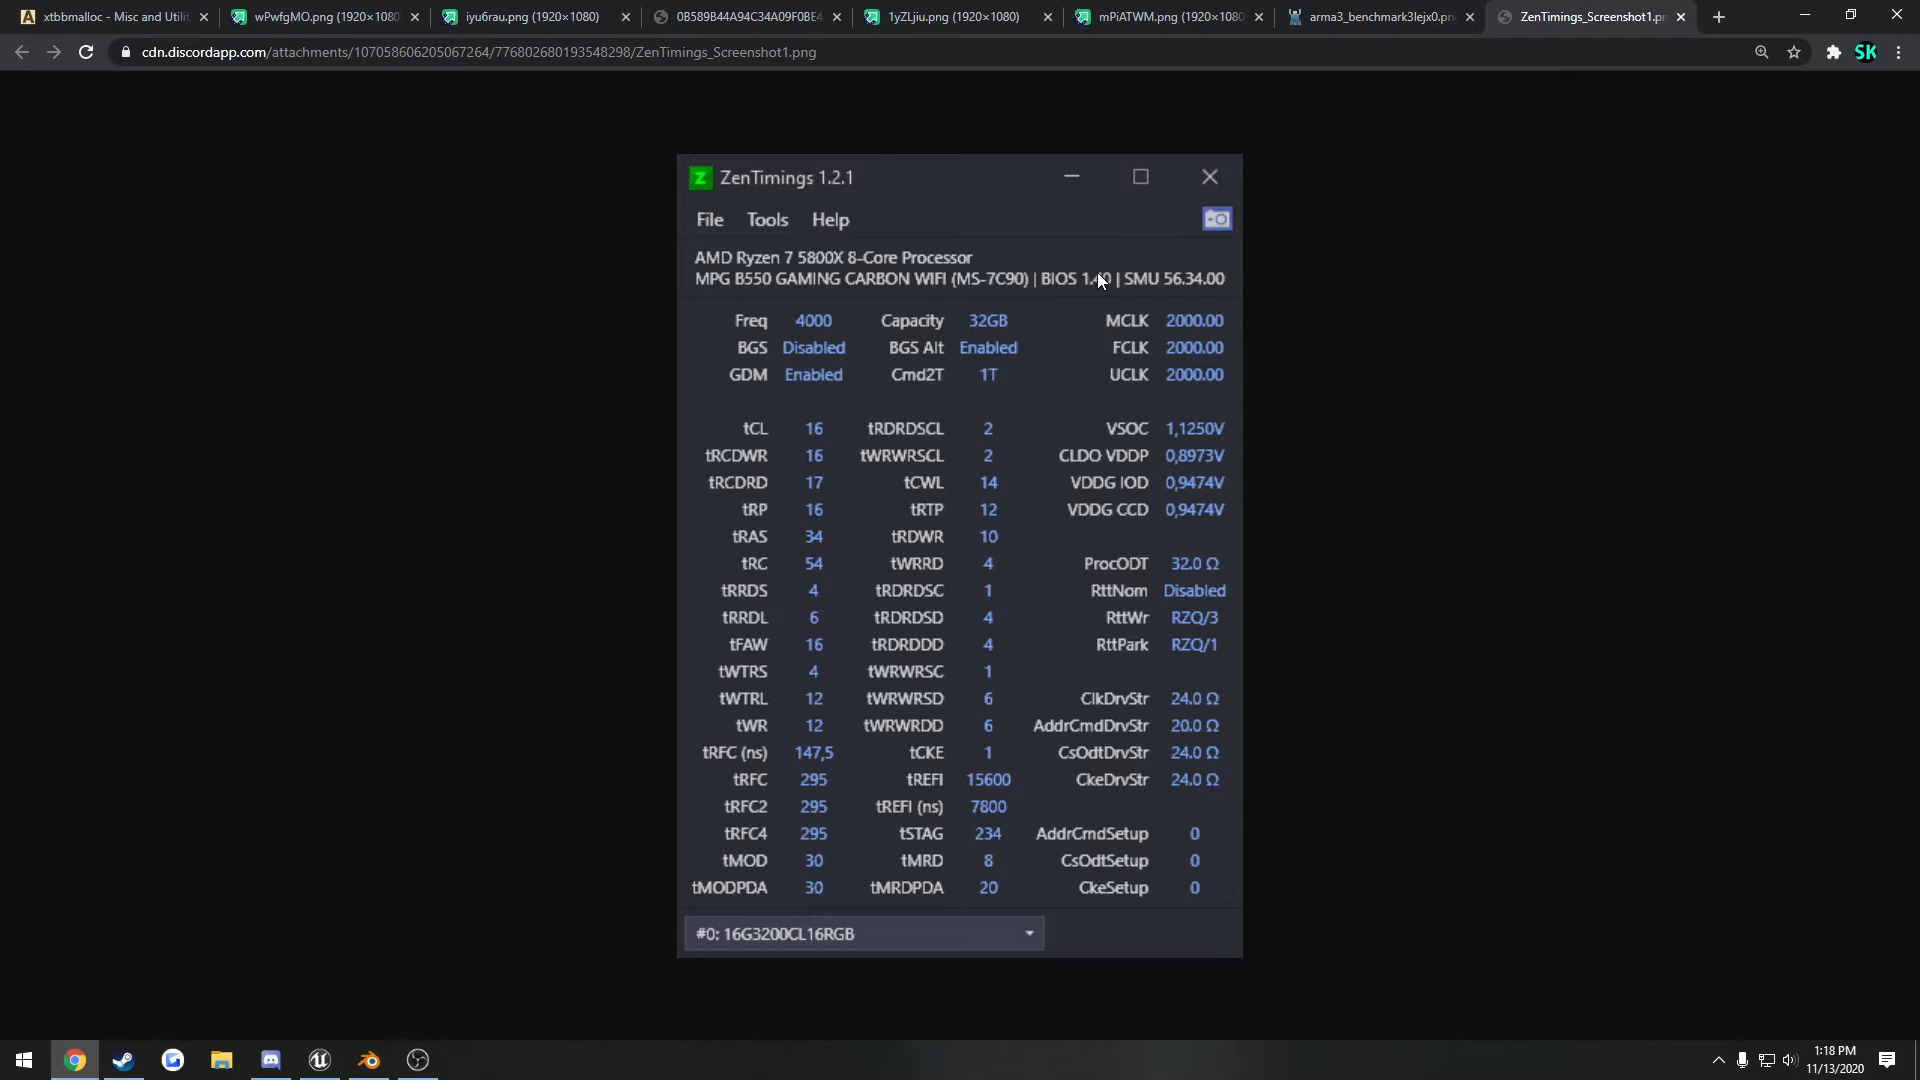 xtbbmalloc - Misc and Utili
wPwfgMO.png (1920×1080
iyu6rau.png (1920×1080)
0B589B44A94C34A09F0BE4
1yZLjiu.png (1920×1080)
mPiATWM.png (1920×1080
arma3_benchmark3lejx0.pn
ZenTimings_Screenshot1.pn
cdn.discordapp.com/attachments/107058606205067264/776802680193548298/ZenTimings_Screenshot1.png
SK
Z ZenTimings 1.2.1
File Tools Help
AMD Ryzen 7 5800X 8-Core Processor
MPG B550 GAMING CARBON WIFI (MS-7C90) | BIOS | SMU 56.34.00
Freq 4000 Capacity 32GB MCLK 2000.00
BGS Disabled BGS Alt Enabled FCLK 2000.00
GDM Enabled Cmd2T 1T UCLK 2000.00
tCL 16 tRDRDSCL 2 VSOC 1,1250V
tRCDWR 16 tWRWRSCL 2 CLDO VDDP 0,8973V
tRCDRD 17 tCWL 14 VDDG IOD 0,9474V
tRP 16 tRTP 12 VDDG CCD 0,9474V
tRAS 34 tRDWR 10
tRC 54 tWRRD 4 ProcODT 32.0 Ω
tRRDS 4 tRDRDSC 1 RttNom Disabled
tRRDL 6 tRDRDSD 4 RttWr RZQ/3
tFAW 16 tRDRDDD 4 RttPark RZQ/1
tWTRS 4 tWRWRSC 1
tWTRL 12 tWRWRSD 6 ClkDrvStr 24.0 Ω
tWR 12 tWRWRDD 6 AddrCmdDrvStr 20.0 Ω
tRFC (ns) 147,5 tCKE 1 CsOdtDrvStr 24.0 Ω
tRFC 295 tREFI 15600 CkeDrvStr 24.0 Ω
tRFC2 295 tREFI (ns) 7800
tRFC4 295 tSTAG 234 AddrCmdSetup 0
tMOD 30 tMRD 8 CsOdtSetup 0
tMODPDA 30 tMRDPDA 20 CkeSetup 0
#0: 16G3200CL16RGB
1:18 PM
11/13/2020